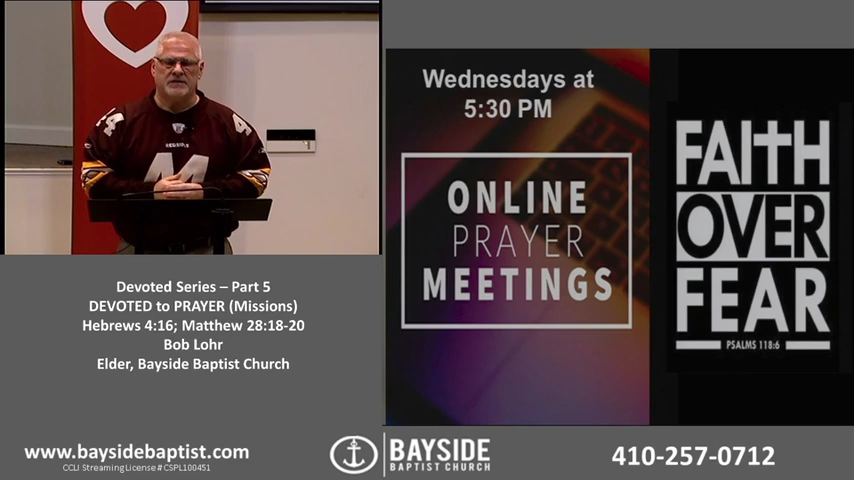 44
44
REDSKINS
Wednesdays at
5:30 PM
ONLINE
PRAYER
MEETINGS
FAITH
OVER
FEAR
PSALMS 118:6
Devoted Series – Part 5
DEVOTED to PRAYER (Missions)
Hebrews 4:16; Matthew 28:18-20
Bob Lohr
Elder, Bayside Baptist Church
www.baysidebaptist.com
CCLI Streaming License # CSPL100451
BAYSIDE
BAPTIST CHURCH
410-257-0712